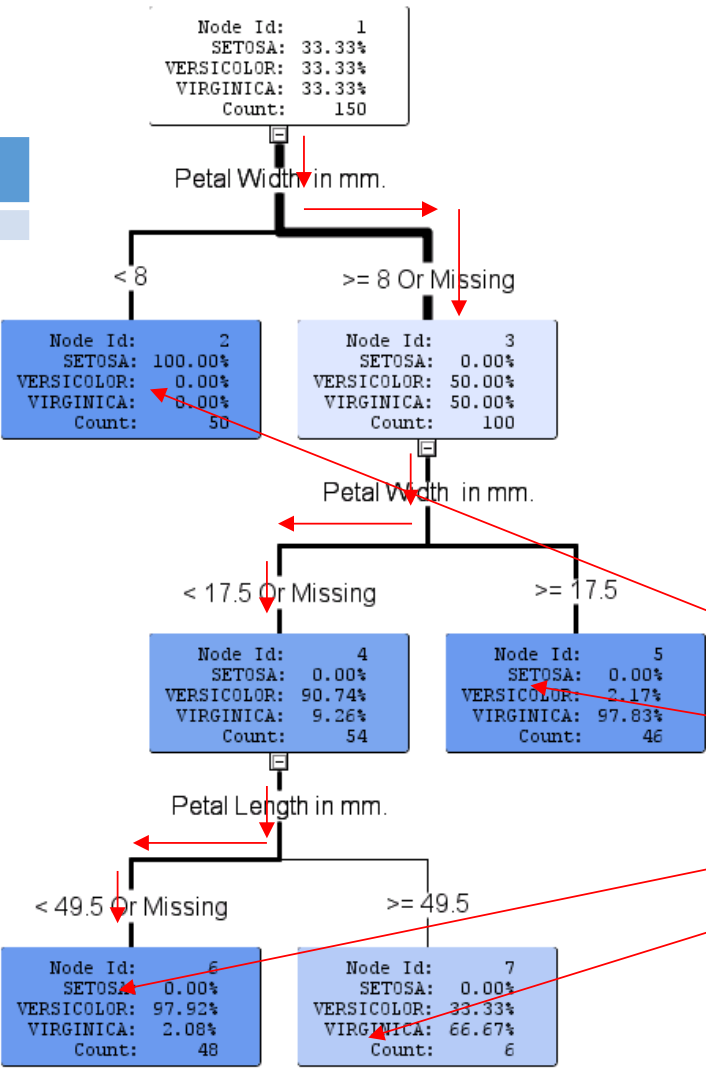 Node Id: 1
SETOSA: 33.33%
VERSICOLOR: 33.33%
VIRGINICA: 33.33%
Count: 150
Petal Width in mm.
< 8
>= 8 Or Missing
Node Id: 2
SETOSA: 100.00%
VERSICOLOR: 0.00%
VIRGINICA: 0.00%
Count: 50
Node Id: 3
SETOSA: 0.00%
VERSICOLOR: 50.00%
VIRGINICA: 50.00%
Count: 100
Petal Width in mm.
< 17.5 Or Missing
>= 17.5
Node Id: 4
SETOSA: 0.00%
VERSICOLOR: 90.74%
VIRGINICA: 9.26%
Count: 54
Node Id: 5
SETOSA: 0.00%
VERSICOLOR: 2.17%
VIRGINICA: 97.83%
Count: 46
Petal Length in mm.
< 49.5 Or Missing
>= 49.5
Node Id: 6
SETOSA: 0.00%
VERSICOLOR: 97.92%
VIRGINICA: 2.08%
Count: 48
Node Id: 7
SETOSA: 0.00%
VERSICOLOR: 33.33%
VIRGINICA: 66.67%
Count: 6